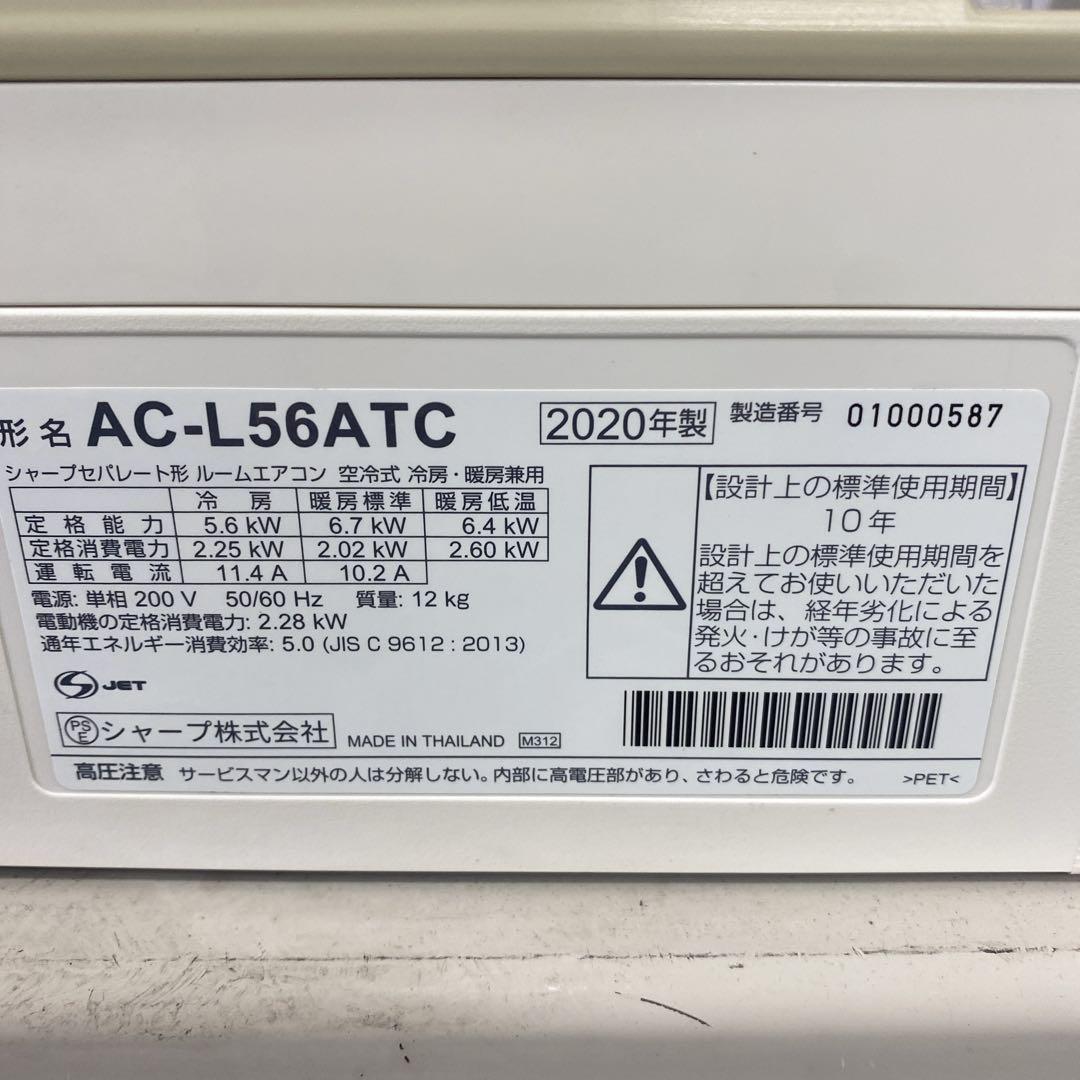 形名 AC-L56ATC 2020年製 製造番号 01000587
シャープセパレート形 ルームエアコン 空冷式 冷房・暖房兼用
冷房 暖房標準 暖房低温
定格能力 5.6 kW 6.7 kW 6.4 kW
定格消費電力 2.25 kW 2.02 kW 2.60 kW
運転電流 11.4 A 10.2 A
電源: 単相 200 V 50/60 Hz 質量: 12 kg
電動機の定格消費電力: 2.28 kW
通年エネルギー消費効率: 5.0 (JIS C 9612 : 2013)
【設計上の標準使用期間】
10年
設計上の標準使用期間を
超えてお使いいただいた
場合は、経年劣化による
発火・けが等の事故に至
るおそれがあります。
S JET
PSE シャープ株式会社 MADE IN THAILAND M312
高圧注意 サービスマン以外の人は分解しない。内部に高電圧部があり、さわると危険です。 >PET<